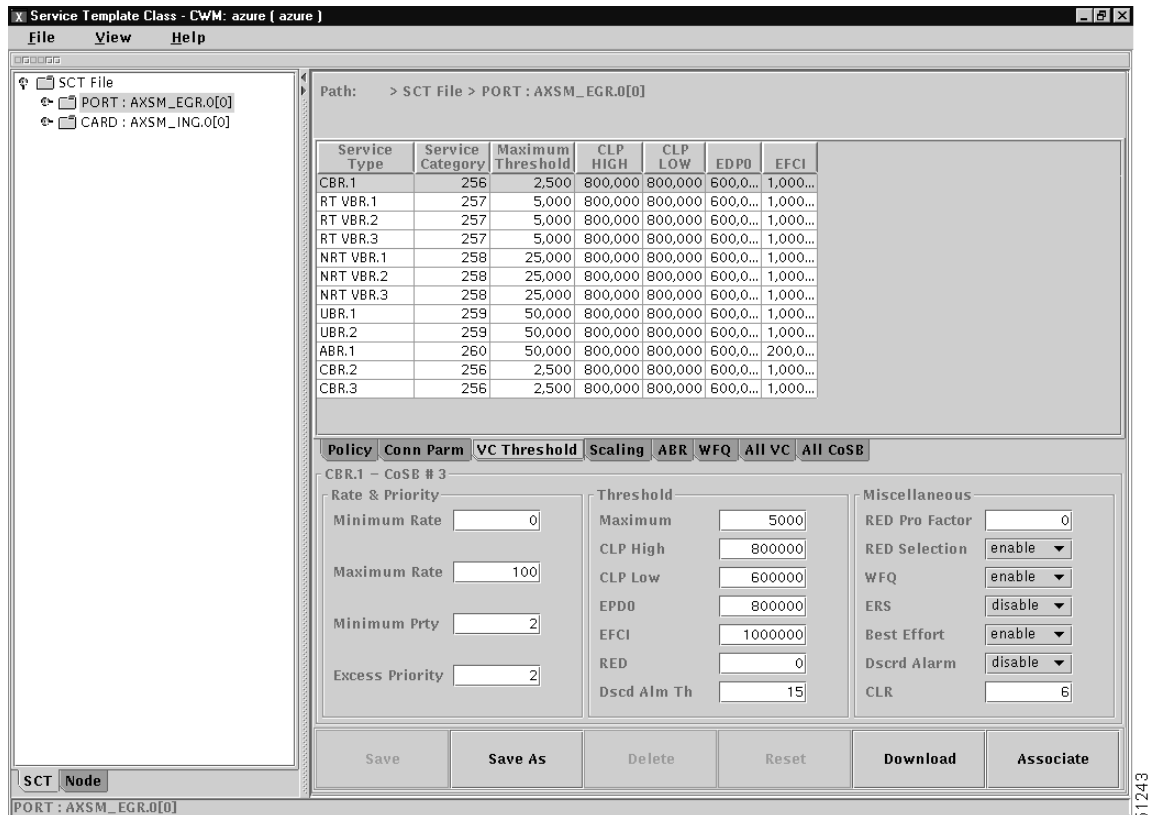 X Service Template Class - CWM: azure ( azure )
File View Help
SCT File
PORT : AXSM_EGR.0[0]
CARD : AXSM_ING.0[0]
Path: > SCT File > PORT : AXSM_EGR.0[0]
Service Type Service Category Maximum Threshold CLP HIGH CLP LOW EDP0 EFCI
CBR.1 256 2,500 800,000 800,000 600,0... 1,000...
RT VBR.1 257 5,000 800,000 800,000 600,0... 1,000...
RT VBR.2 257 5,000 800,000 800,000 600,0... 1,000...
RT VBR.3 257 5,000 800,000 800,000 600,0... 1,000...
NRT VBR.1 258 25,000 800,000 800,000 600,0... 1,000...
NRT VBR.2 258 25,000 800,000 800,000 600,0... 1,000...
NRT VBR.3 258 25,000 800,000 800,000 600,0... 1,000...
UBR.1 259 50,000 800,000 800,000 600,0... 1,000...
UBR.2 259 50,000 800,000 800,000 600,0... 1,000...
ABR.1 260 50,000 800,000 800,000 600,0... 200,0...
CBR.2 256 2,500 800,000 800,000 600,0... 1,000...
CBR.3 256 2,500 800,000 800,000 600,0... 1,000...
Policy Conn Parm VC Threshold Scaling ABR WFQ All VC All CoSB
CBR.1 - CoSB # 3
Rate & Priority
Minimum Rate 0
Maximum Rate 100
Minimum Prty 2
Excess Priority 2
Threshold
Maximum 5000
CLP High 800000
CLP Low 600000
EPD0 800000
EFCI 1000000
RED 0
Dscd Alm Th 15
Miscellaneous
RED Pro Factor 0
RED Selection enable
WFQ enable
ERS disable
Best Effort enable
Dscrd Alarm disable
CLR 6
Save Save As Delete Reset Download Associate
SCT Node
PORT : AXSM_EGR.0[0]
61243